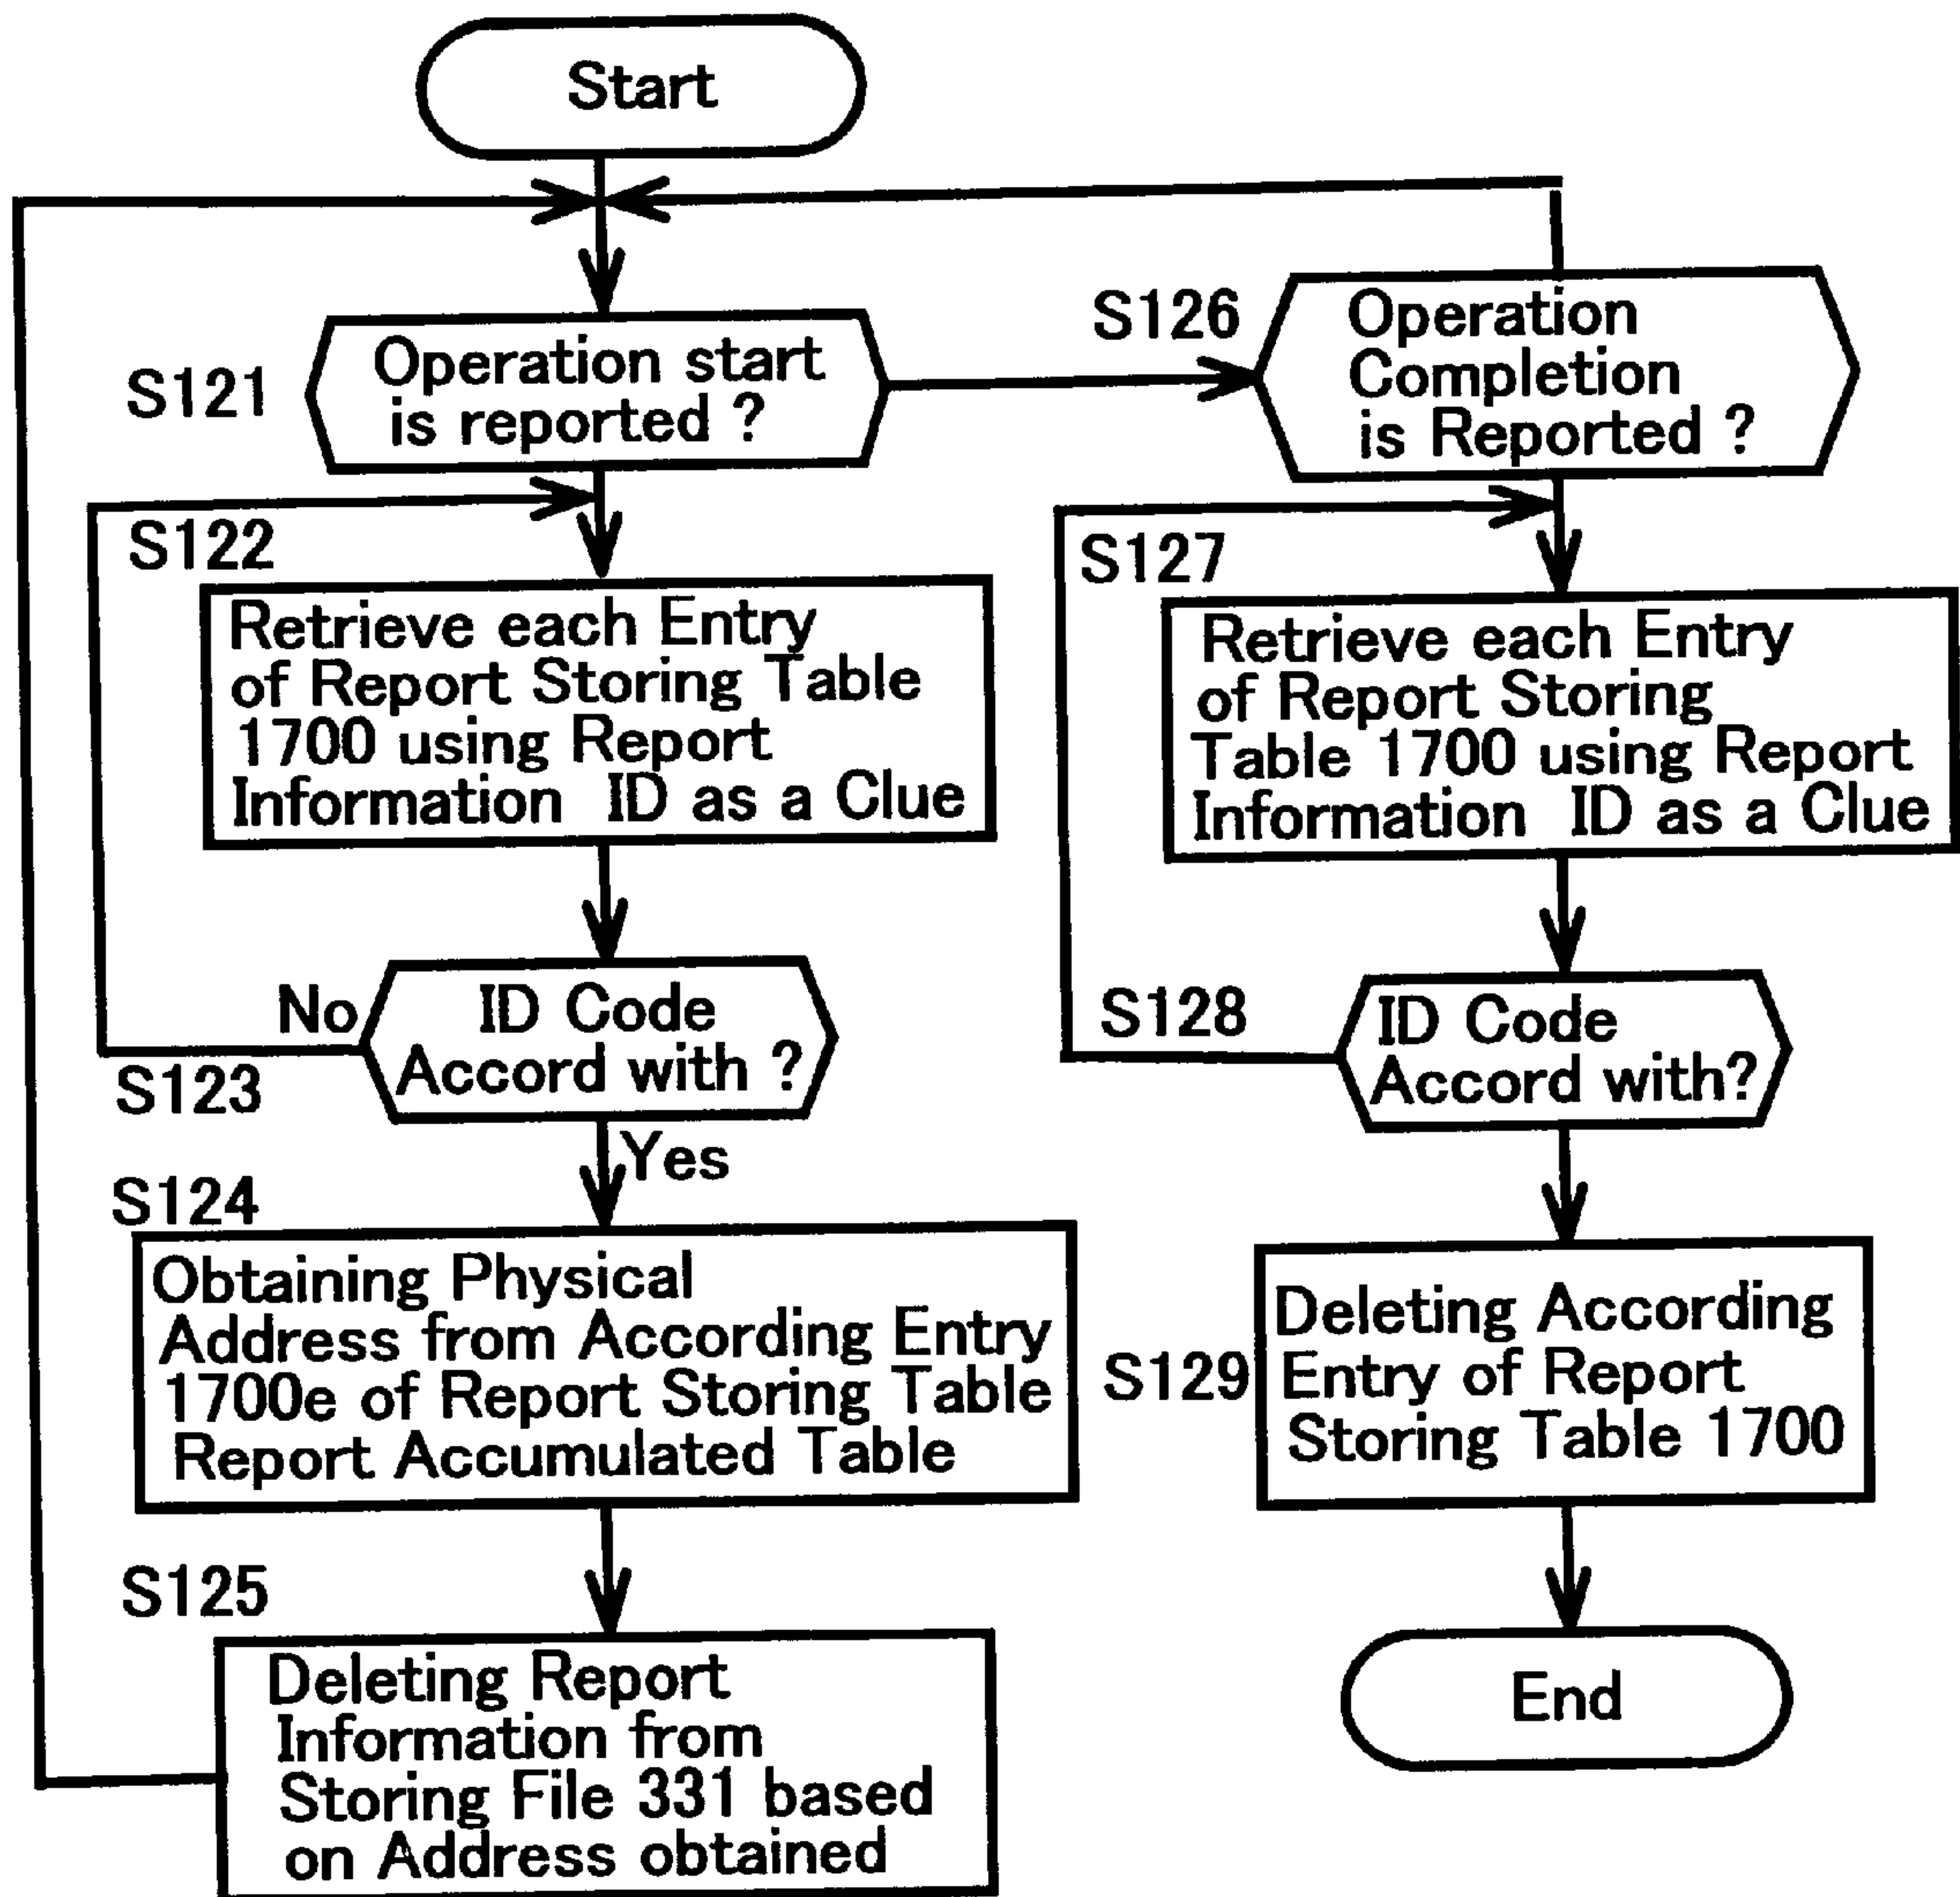 Start
S121
Operation start
is reported ?
S126
Operation
Completion
is Reported ?
S122
Retrieve each Entry
of Report Storing Table
1700 using Report
Information ID as a Clue
S127
Retrieve each Entry
of Report Storing
Table 1700 using Report
Information ID as a Clue
No
ID Code
Accord with ?
S123
Yes
S128
ID Code
Accord with?
S124
Obtaining Physical
Address from According Entry
1700e of Report Storing Table
Report Accumulated Table
S129
Deleting According
Entry of Report
Storing Table 1700
S125
Deleting Report
Information from
Storing File 331 based
on Address obtained
End